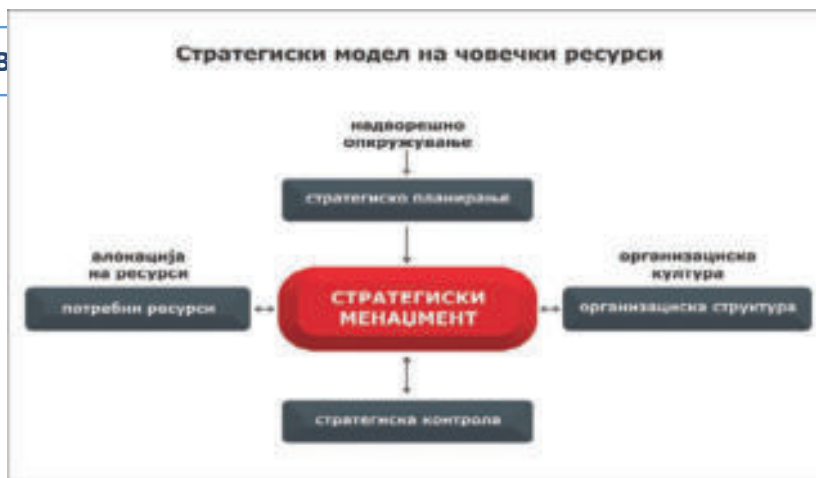 Стратегиски модел на човечки ресурси
надворешно
опкружување
стратегиско планирање
алокација
на ресурси
потребни ресурси
СТРАТЕГИСКИ
МЕНАЏМЕНТ
организациска
култура
организациска структура
стратегиска контрола